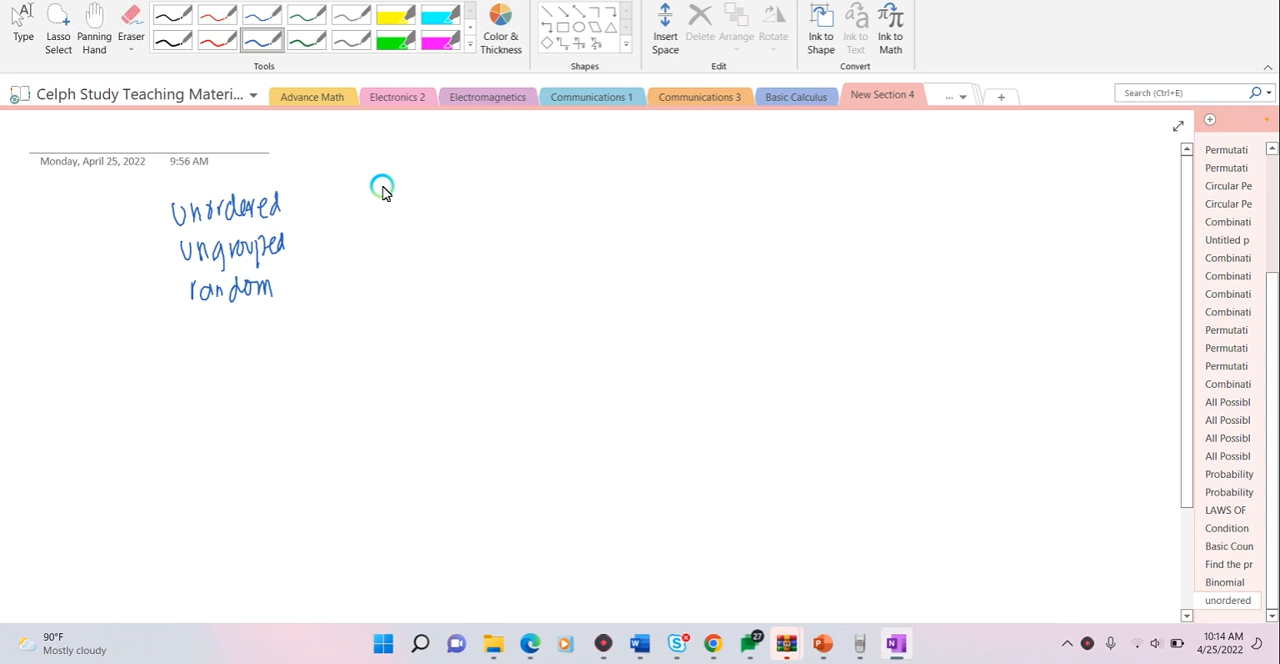 Type
Lasso Select
Panning Hand
Eraser
Color & Thickness
Insert Space
Delete
Arrange
Rotate
Ink to Shape
Ink to Text
Ink to Math
Tools
Shapes
Edit
Convert
Celph Study Teaching Materi...
Advance Math
Electronics 2
Electromagnetics
Communications 1
Communications 3
Basic Calculus
New Section 4
...
Search (Ctrl+E)
Monday, April 25, 2022
9:56 AM
unordered
ungrouped
random
Permutati
Permutati
Circular Pe
Circular Pe
Combinati
Untitled p
Combinati
Combinati
Combinati
Combinati
Permutati
Permutati
Permutati
Combinati
All Possibl
All Possibl
All Possibl
All Possibl
Probability
Probability
LAWS OF
Condition
Basic Coun
Find the pr
Binomial
unordered
90°F
Mostly cloudy
27
10:14 AM
4/25/2022